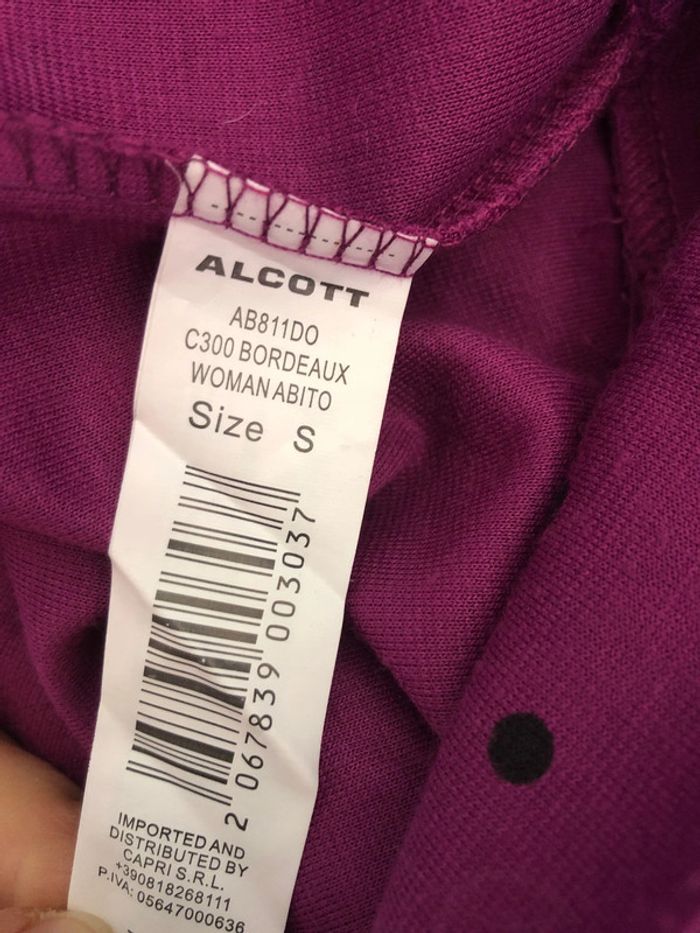 ALCOTT
AB811DO
C300 BORDEAUX
WOMAN ABITO
Size S
2 067839 003037
IMPORTED AND
DISTRIBUTED BY
CAPRI S.R.L.
+390818268111
P.IVA: 05647000636